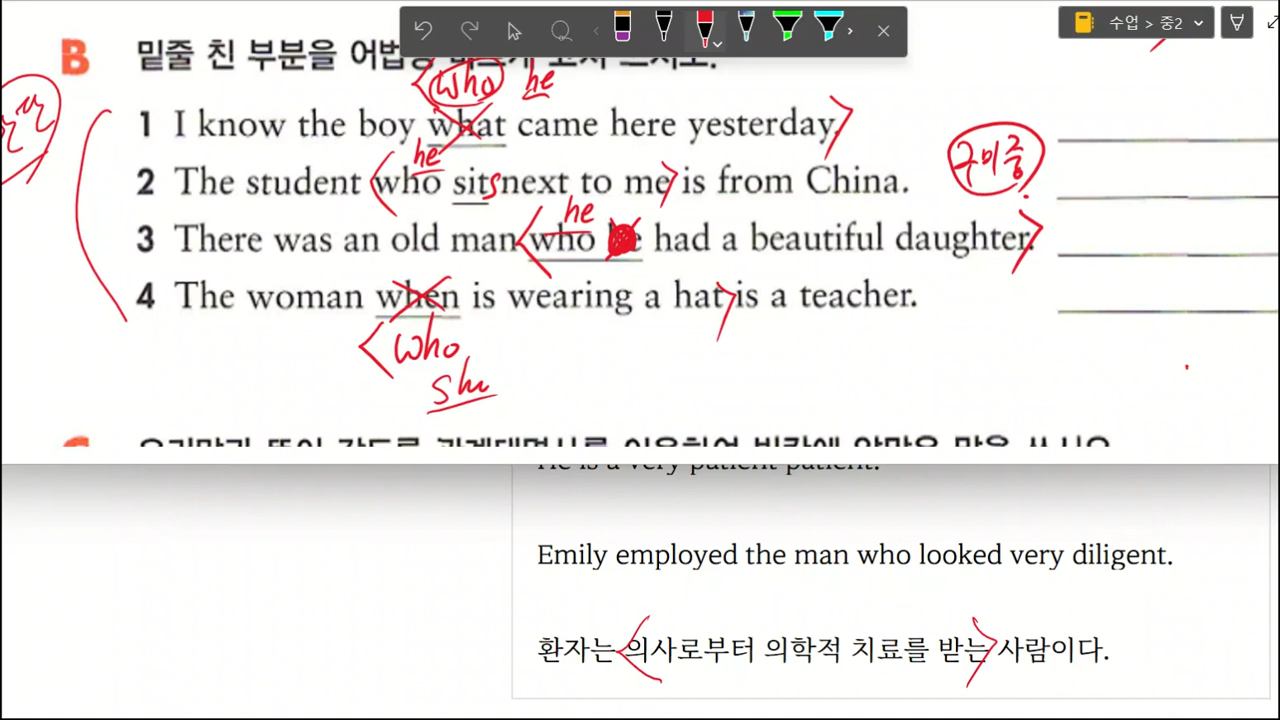 수업 > 중2
B 밑줄 친 부분을 어법
who he
1 I know the boy what came here yesterday.
he
구미중
2 The student who sits next to me is from China.
he
3 There was an old man who had a beautiful daughter.
4 The woman when is wearing a hat is a teacher.
who
she
He is a very patient patient.
Emily employed the man who looked very diligent.
환자는 의사로부터 의학적 치료를 받는 사람이다.